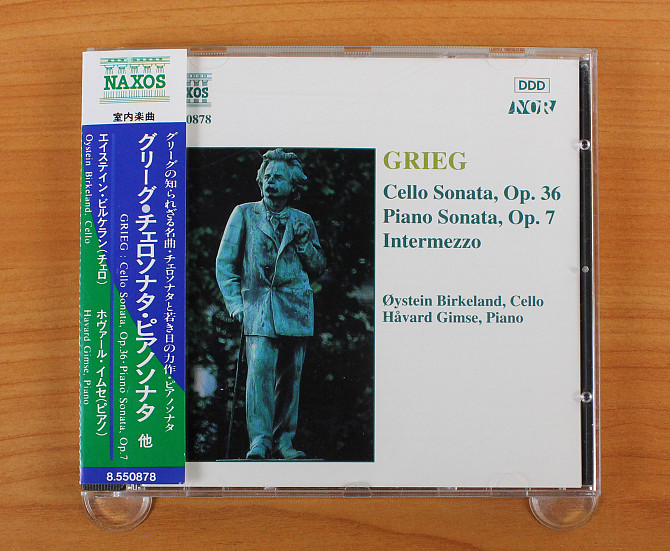 NAXOS
室内楽曲
グリーグの知られざる名曲・チェロソナタと若き日の力作・ピアノソナタ
グリーグ・チェロソナタ・ピアノソナタ 他
GRIEG : Cello Sonata, Op.36・Piano Sonata, Op.7
エイステイン・ビルケラン(チェロ)
Oystein Birkeland, Cello
ホヴァール・イムセ(ピアノ)
Havard Gimse, Piano
8.550878
XOS
0878
DDD
NOR
GRIEG
Cello Sonata, Op. 36
Piano Sonata, Op. 7
Intermezzo
Øystein Birkeland, Cello
Håvard Gimse, Piano